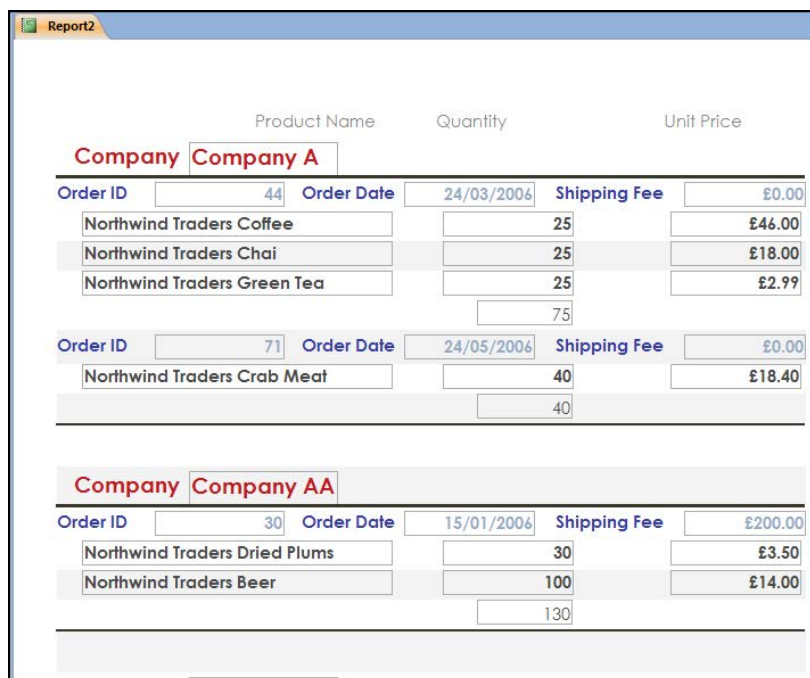 Report2
Product Name Quantity Unit Price
Company Company A
Order ID 44 Order Date 24/03/2006 Shipping Fee £0.00
Northwind Traders Coffee 25 £46.00
Northwind Traders Chai 25 £18.00
Northwind Traders Green Tea 25 £2.99
75
Order ID 71 Order Date 24/05/2006 Shipping Fee £0.00
Northwind Traders Crab Meat 40 £18.40
40
Company Company AA
Order ID 30 Order Date 15/01/2006 Shipping Fee £200.00
Northwind Traders Dried Plums 30 £3.50
Northwind Traders Beer 100 £14.00
130